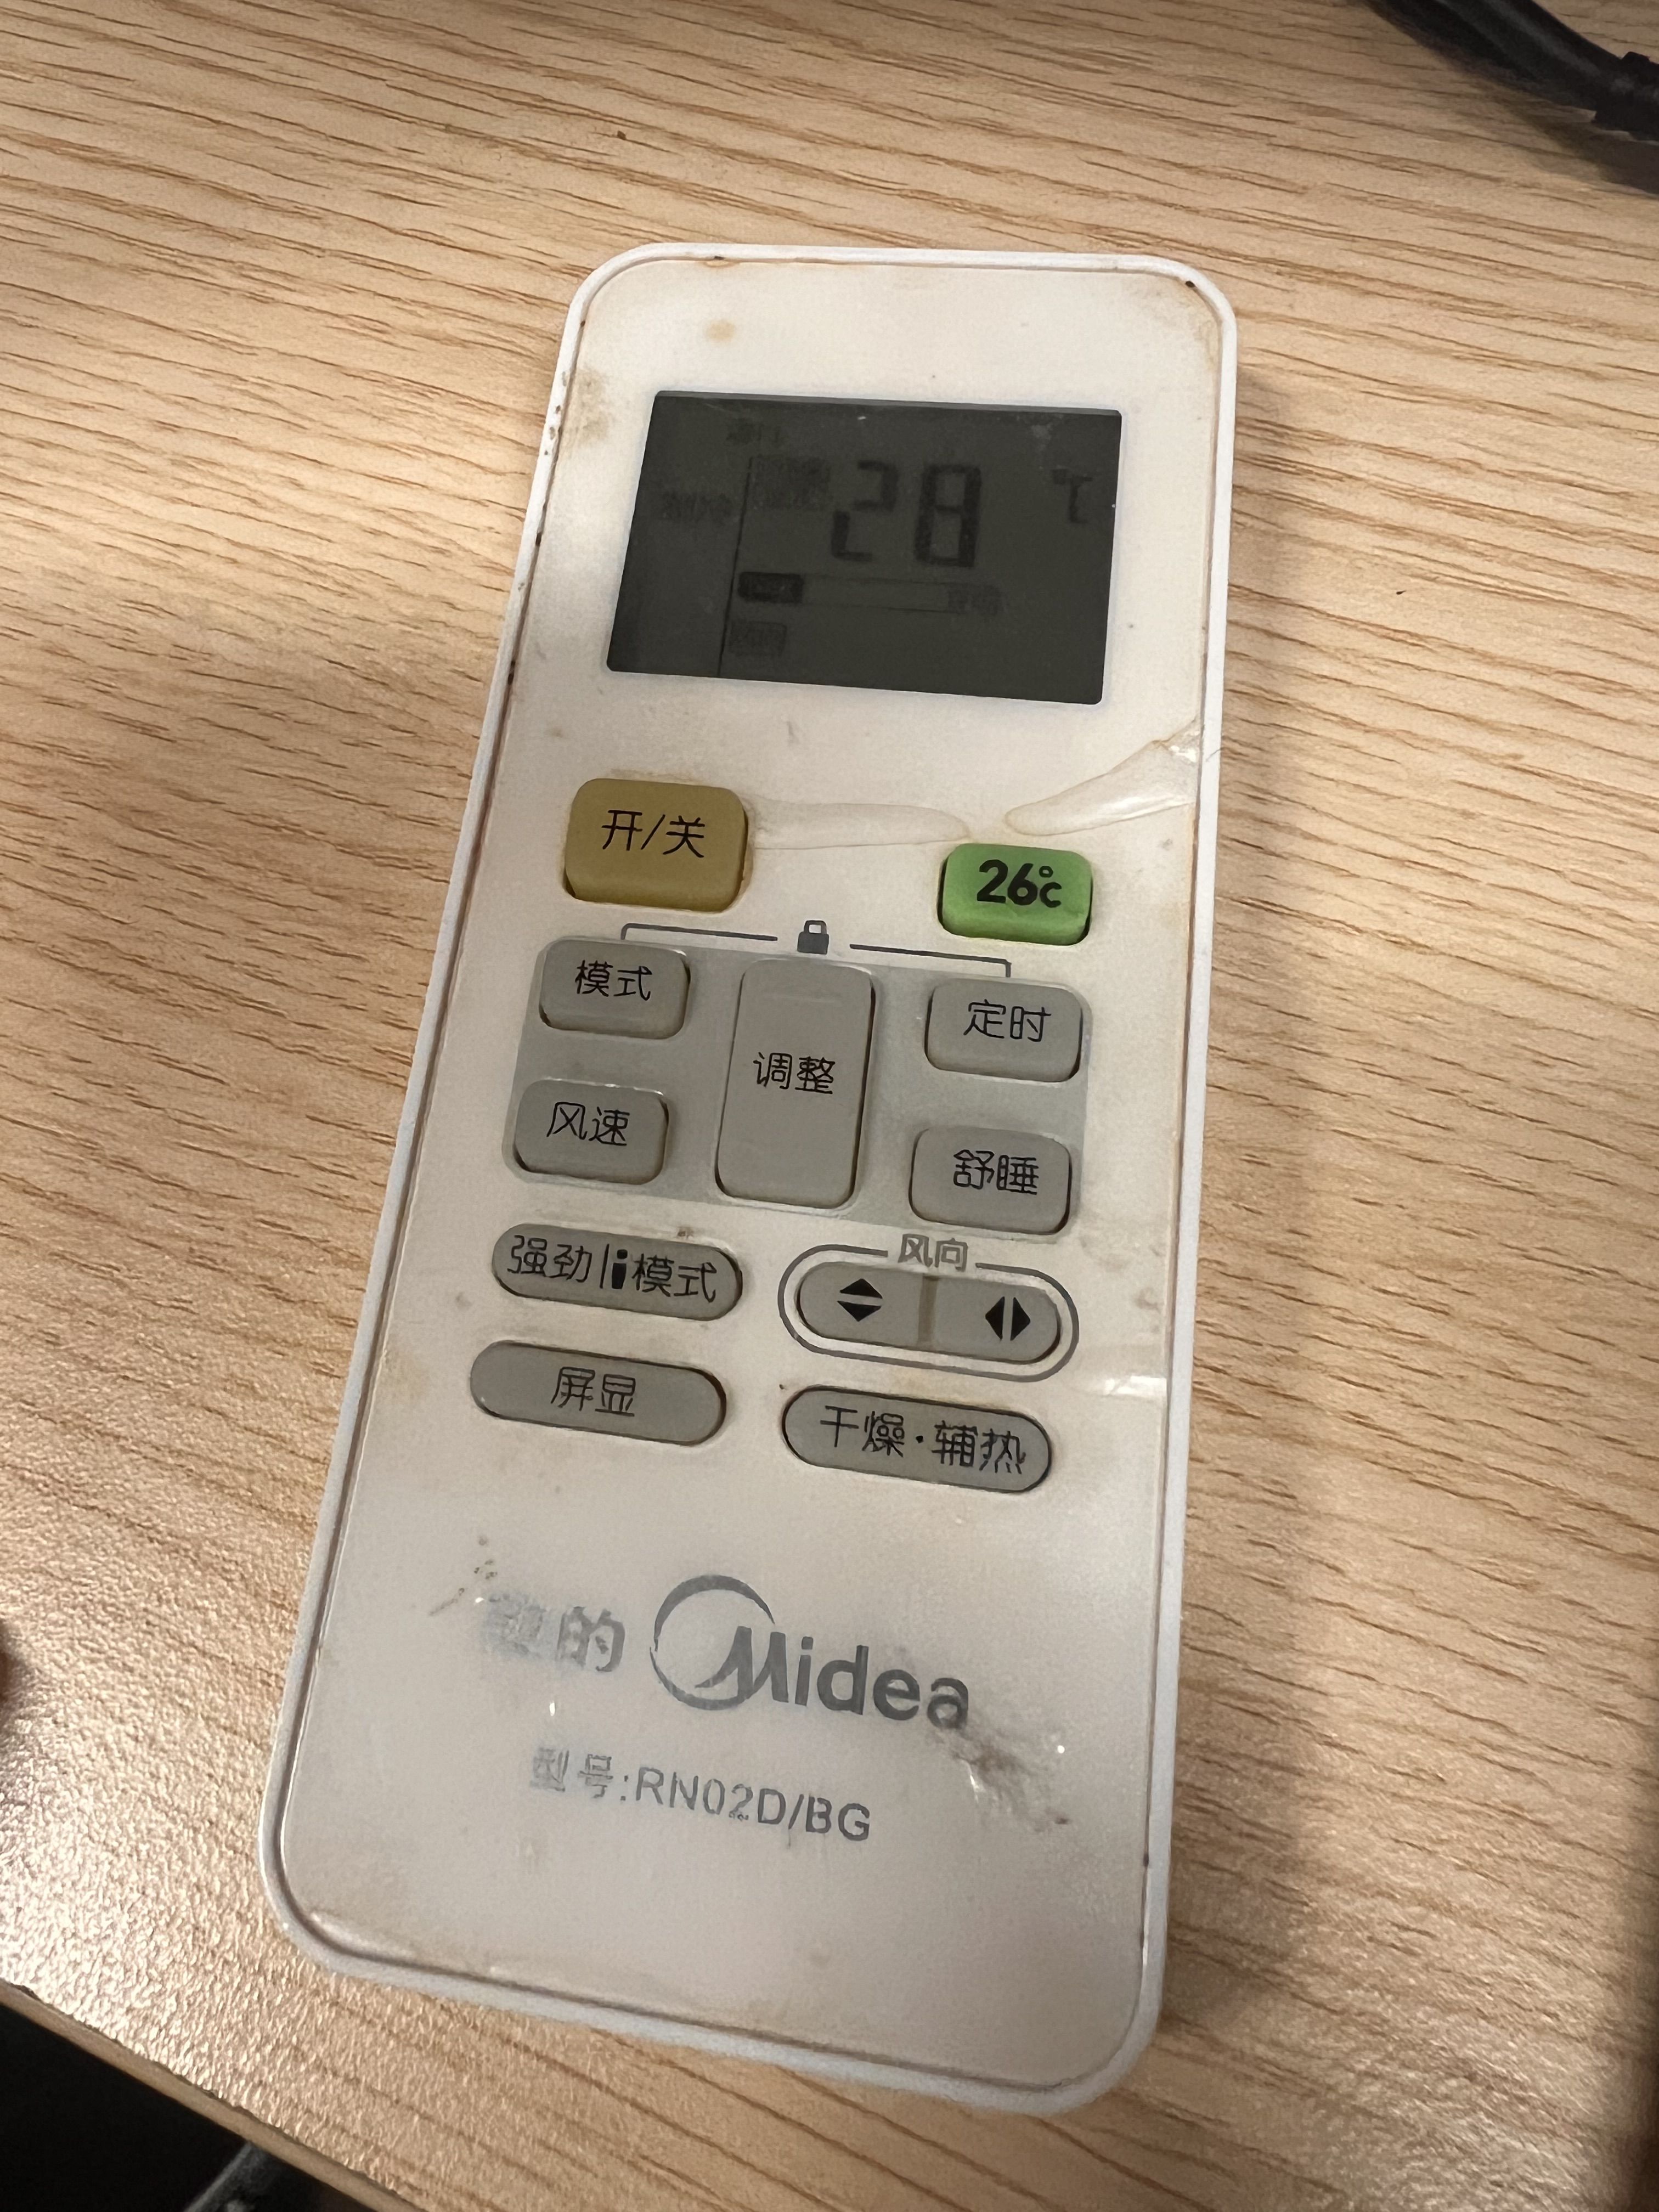 28 ℃
开/关
26℃
模式
定时
调整
风速
舒睡
强劲|i模式
风向
屏显
干燥·辅热
的 Midea
型号:RN02D/BG